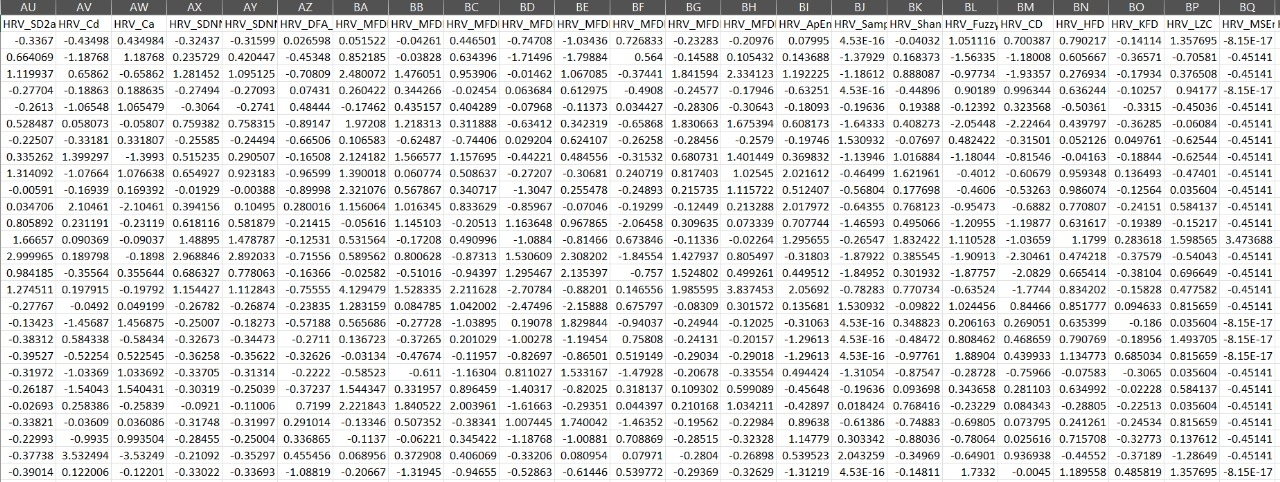 AU AV AW AX AY AZ BA BB BC BD BE BF BG BH BI BJ BK BL BM BN BO BP BQ
HRV_SD2a HRV_Cd HRV_Ca HRV_SDNN HRV_SDNN HRV_DFA_ HRV_MFDI HRV_MFDI HRV_MFDI HRV_MFDI HRV_MFDI HRV_MFDI HRV_MFDI HRV_MFDI HRV_ApEn HRV_Samp HRV_Shan HRV_Fuzzy HRV_CD HRV_HFD HRV_KFD HRV_LZC HRV_MSEn
-0.3367 -0.43498 0.434984 -0.32437 -0.31599 0.026598 0.051522 -0.04261 0.446501 -0.74708 -1.03436 0.726833 -0.23283 -0.20976 0.07995 4.53E-16 -0.04032 1.051116 0.700387 0.790217 -0.14114 1.357695 -8.15E-17
0.664069 -1.18768 1.18768 0.235729 0.420447 -0.45348 0.852185 -0.03828 0.634396 -1.71496 -1.79884 0.564 -0.14588 0.105432 0.143688 -1.37929 0.168373 -1.56335 -1.18008 0.605667 -0.36571 -0.70581 -0.45141
1.119937 0.65862 -0.65862 1.281452 1.095125 -0.70809 2.480072 1.476051 0.953906 -0.01462 1.067085 -0.37441 1.841594 2.334123 1.192225 -1.18612 0.888087 -0.97734 -1.93357 0.276934 -0.17934 0.376508 -0.45141
-0.27704 -0.18863 0.188635 -0.27494 -0.27093 0.07431 0.260422 0.344266 -0.02454 0.063684 0.612975 -0.4908 -0.24577 -0.17946 -0.63251 4.53E-16 -0.44896 0.90189 0.996344 0.636244 -0.10257 0.94177 -8.15E-17
-0.2613 -1.06548 1.065479 -0.3064 -0.2741 0.48444 -0.17462 0.435157 0.404289 -0.07968 -0.11373 0.034427 -0.28306 -0.30643 -0.18093 -0.19636 0.19388 -0.12392 0.323568 -0.50361 -0.3315 -0.45036 -0.45141
0.528487 0.058073 -0.05807 0.759382 0.758315 -0.89147 1.97208 1.218313 0.311888 -0.63412 0.342319 -0.65868 1.830663 1.675394 0.608173 -1.64333 0.408273 -2.05448 -2.22464 0.439797 -0.36285 -0.06084 -0.45141
-0.22507 -0.33181 0.331807 -0.25585 -0.24494 -0.66506 0.106583 -0.62487 -0.74406 0.029204 0.624107 -0.26258 -0.28456 -0.2579 -0.19746 1.530932 -0.07697 0.482422 -0.31501 0.052126 0.049761 -0.62544 -0.45141
0.335262 1.399297 -1.3993 0.515235 0.290507 -0.16508 2.124182 1.566577 1.157695 -0.44221 0.484556 -0.31532 0.680731 1.401449 0.369832 -1.13946 1.016884 -1.18044 -0.81546 -0.04163 -0.18844 -0.62544 -0.45141
1.314092 -1.07664 1.076638 0.654927 0.923183 -0.96599 1.390018 0.060774 0.508637 -0.27207 -0.30681 0.240719 0.817403 1.02545 2.021612 -0.46499 1.621961 -0.4012 -0.60679 0.959348 0.136493 -0.47401 -0.45141
-0.00591 -0.16939 0.169392 -0.01929 -0.00388 -0.89998 2.321076 0.567867 0.340717 -1.3047 0.255478 -0.24893 0.215735 1.115722 0.512407 -0.56804 0.177698 -0.4606 -0.53263 0.986074 -0.12564 0.035604 -0.45141
0.034706 2.10461 -2.10461 0.394156 0.10495 0.280016 1.156064 1.016345 0.833629 -0.85967 -0.07046 -0.19299 -0.12449 0.213288 2.017972 -0.64355 0.768123 -0.95473 -0.6882 0.770807 -0.24151 0.584137 -0.45141
0.805892 0.231191 -0.23119 0.618116 0.581879 -0.21415 -0.05616 1.145103 -0.20513 1.163648 0.967865 -2.06458 0.309635 0.073339 0.707744 -1.46593 0.495066 -1.20955 -1.19877 0.631617 -0.19389 -0.15217 -0.45141
1.66657 0.090369 -0.09037 1.48895 1.478787 -0.12531 0.531564 -0.17208 0.490996 -1.0884 -0.81466 0.673846 -0.11336 -0.02264 1.295655 -0.26547 1.832422 1.110528 -1.03659 1.1799 0.283618 1.598565 3.473688
2.999965 0.189798 -0.1898 2.968846 2.892033 -0.71556 0.589562 0.800628 -0.87313 1.530609 2.308202 -1.84554 1.427937 0.805497 -0.31803 -1.87922 0.385545 -1.90913 -2.30461 0.474218 -0.37579 -0.54043 -0.45141
0.984185 -0.35564 0.355644 0.686327 0.778063 -0.16366 -0.02582 -0.51016 -0.94397 1.295467 2.135397 -0.757 1.524802 0.499261 0.449512 -1.84952 0.301932 -1.87757 -2.0829 0.665414 -0.38104 0.696649 -0.45141
1.274511 0.197915 -0.19792 1.154427 1.112843 -0.75555 4.129479 1.528335 2.211628 -2.70784 -0.88201 0.146556 1.985595 3.837453 2.05692 -0.78283 0.770734 -0.63524 -1.7744 0.834202 -0.15828 0.477582 -0.45141
-0.27767 -0.0492 0.049199 -0.26782 -0.26874 -0.23835 1.283159 0.084785 1.042002 -2.47496 -2.15888 0.675797 -0.08309 0.301572 0.135681 1.530932 -0.09822 1.024456 0.84466 0.851777 0.094633 0.815659 -0.45141
-0.13423 -1.45687 1.456875 -0.25007 -0.18273 -0.57188 0.565686 -0.27728 -1.03895 0.19078 1.829844 -0.94037 -0.24944 -0.12025 -0.31063 4.53E-16 0.348823 0.206163 0.269051 0.635399 -0.186 0.035604 -8.15E-17
-0.38312 0.584338 -0.58434 -0.32673 -0.34473 -0.2711 0.136723 -0.37265 0.201029 -1.00278 -1.19454 0.75808 -0.24131 -0.20157 -1.29613 4.53E-16 -0.48472 0.808462 0.468659 0.790769 -0.18956 1.493705 -8.15E-17
-0.39527 -0.52254 0.522545 -0.36258 -0.35622 -0.32626 -0.03134 -0.47674 -0.11957 -0.82697 -0.86501 0.519149 -0.29034 -0.29018 -1.29613 4.53E-16 -0.97761 1.88904 0.439933 1.134773 0.685034 0.815659 -8.15E-17
-0.31972 -1.03369 1.033692 -0.33705 -0.31314 -0.2222 -0.58523 -0.611 -1.16304 0.811027 1.533167 -1.47928 -0.20678 -0.33554 0.494424 -1.31054 -0.87547 -0.28728 -0.75966 -0.07583 -0.3065 0.035604 -0.45141
-0.26187 -1.54043 1.540431 -0.30319 -0.25039 -0.37237 1.544347 0.331957 0.896459 -1.40317 -0.82025 0.318137 0.109302 0.599089 -0.45648 -0.19636 0.093698 0.343658 0.281103 0.634992 -0.02228 0.584137 -0.45141
-0.02693 0.258386 -0.25839 -0.0921 -0.11006 0.7199 2.221843 1.840522 2.003961 -1.61663 -0.29351 0.044397 0.210168 1.034211 -0.42897 0.018424 0.768416 -0.23229 0.084343 -0.28805 -0.22513 0.035604 -0.45141
-0.33821 -0.03609 0.036086 -0.31748 -0.31997 0.291014 -0.13346 0.507352 -0.38341 1.007445 1.740042 -1.46352 -0.19562 -0.22984 0.89638 -0.61386 -0.74883 -0.69805 0.073795 0.241261 -0.24534 0.815659 -0.45141
-0.22993 -0.9935 0.993504 -0.28455 -0.25004 0.336865 -0.1137 -0.06221 0.345422 -1.18768 -1.00881 0.708869 -0.28515 -0.32328 1.14779 0.303342 -0.88036 -0.78064 0.025616 0.715708 -0.32773 0.137612 -0.45141
-0.37738 3.532494 -3.53249 -0.21092 -0.35297 0.455456 0.068956 0.372908 0.406069 -0.33206 0.080954 0.07971 -0.2804 -0.26898 0.539523 2.043259 -0.34969 -0.64901 0.936938 -0.44552 -0.37189 -1.28649 -0.45141
-0.39014 0.122006 -0.12201 -0.33022 -0.33693 -1.08819 -0.20667 -1.31945 -0.94655 -0.52863 -0.61446 0.539772 -0.29369 -0.32629 -1.31219 4.53E-16 -0.14811 1.7332 -0.0045 1.189558 0.485819 1.357695 -8.15E-17